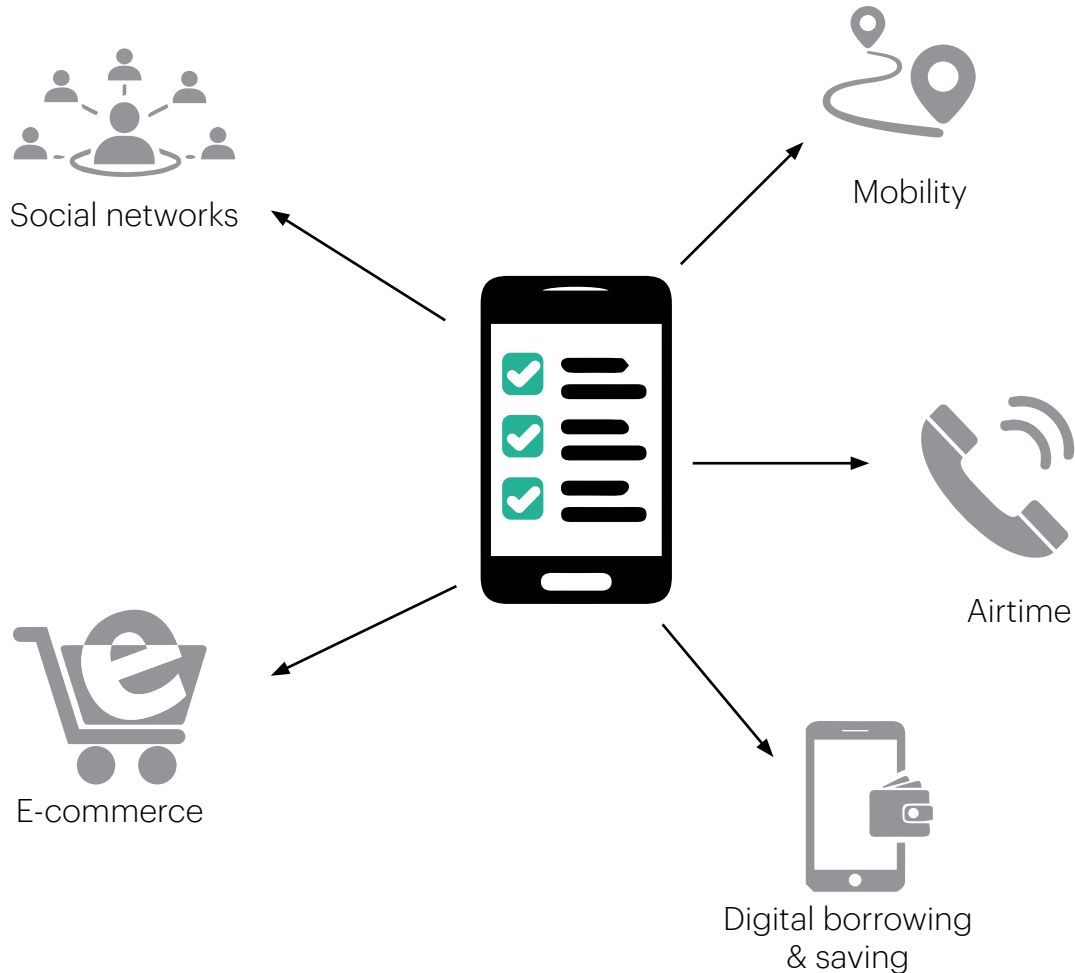 Social networks
Mobility
Airtime
E-commerce
Digital borrowing
& saving